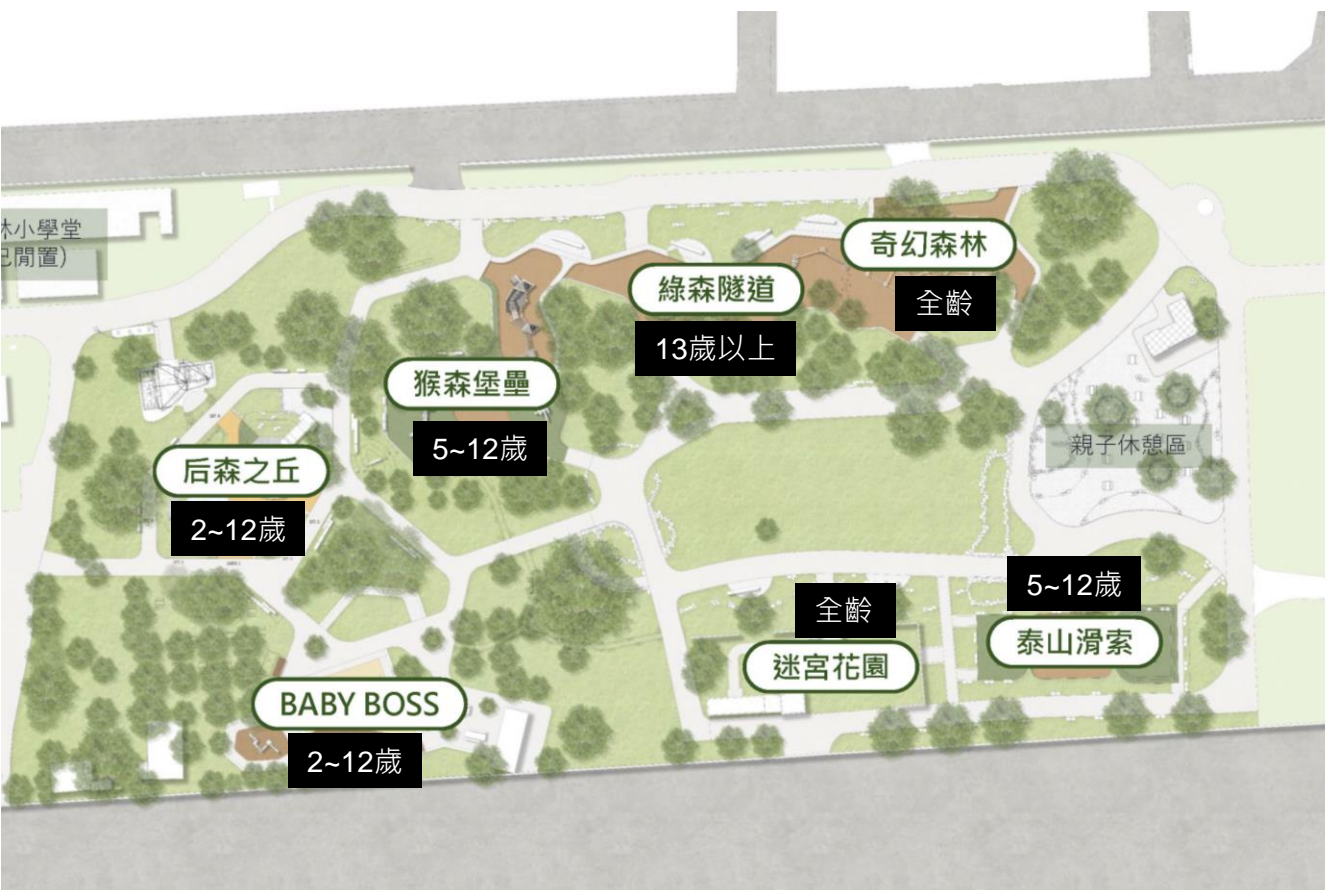 奇幻森林
全齡
林小學堂
已閒置)
綠森隧道
13歲以上
猴森堡壘
5~12歲
親子休憩區
后森之丘
2~12歲
5~12歲
泰山滑索
全齡
迷宮花園
BABY BOSS
2~12歲